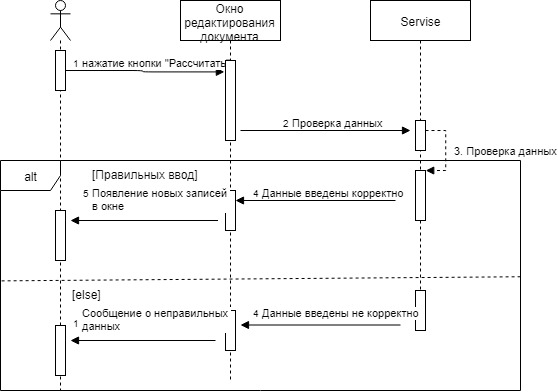 Окно
редактирования
документа
Servise
1 нажатие кнопки "Рассчитать
2 Проверка данных
3. Проверка данных
alt
[Правильных ввод]
5 Появление новых записей
в окне
4 Данные введены корректно
[else]
Сообщение о неправильных
1 данных
4 Данные введены не корректно